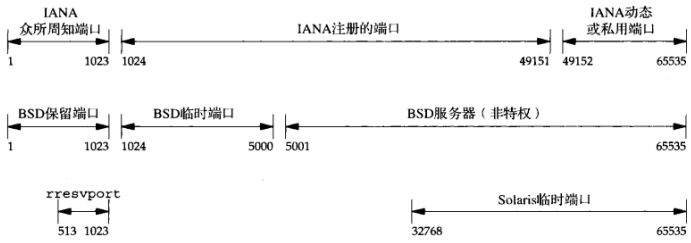 IANA
众所周知端口
IANA注册的端口
IANA动态
或私用端口
1 1023 1024 49151 49152 65535
BSD保留端口 BSD临时端口 BSD服务器（非特权）
1 1023 1024 5000 5001 65535
rresvport
Solaris临时端口
513 1023 32768 65535